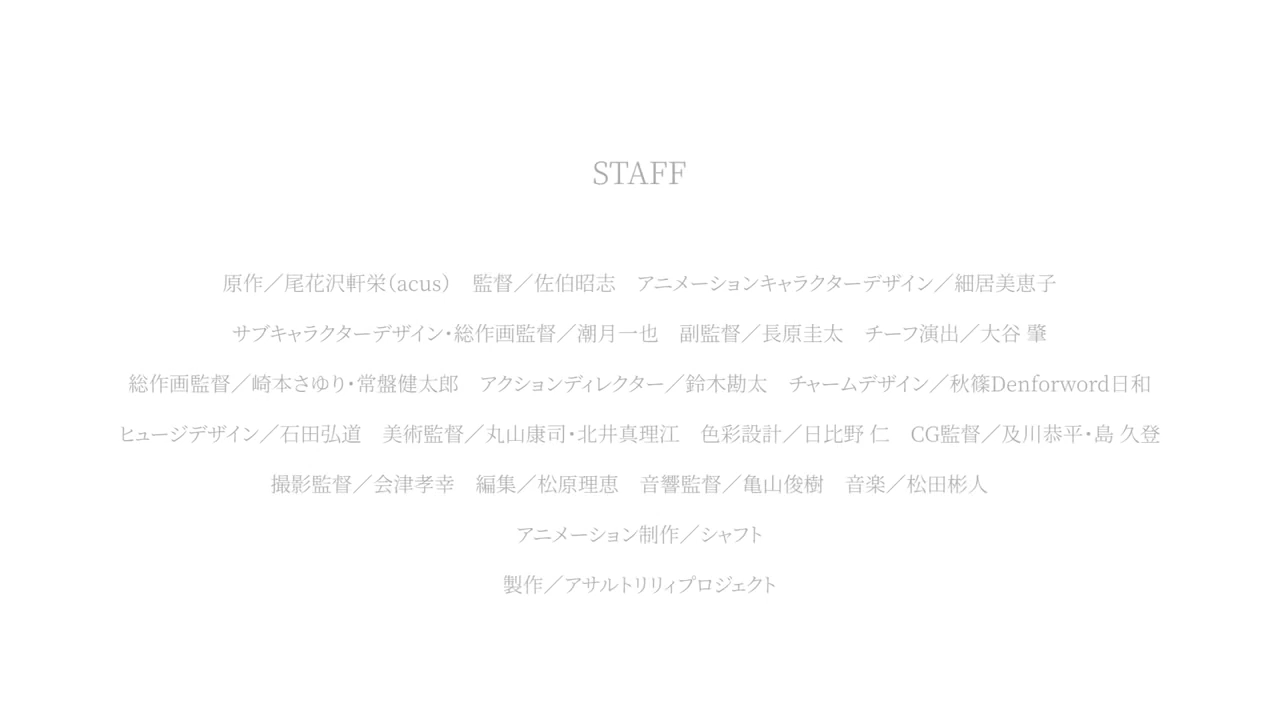 STAFF
原作／尾花沢軒栄（acus）　監督／佐伯昭志　アニメーションキャラクターデザイン／細居美恵子
サブキャラクターデザイン・総作画監督／潮月一也　副監督／長原圭太　チーフ演出／大谷 肇
総作画監督／崎本さゆり・常盤健太郎　アクションディレクター／鈴木勘太　チャームデザイン／秋篠Denforword日和
ヒュージデザイン／石田弘道　美術監督／丸山康司・北井真理江　色彩設計／日比野 仁　CG監督／及川恭平・島 久登
撮影監督／会津孝幸　編集／松原理恵　音響監督／亀山俊樹　音楽／松田彬人
アニメーション制作／シャフト
製作／アサルトリリィプロジェクト